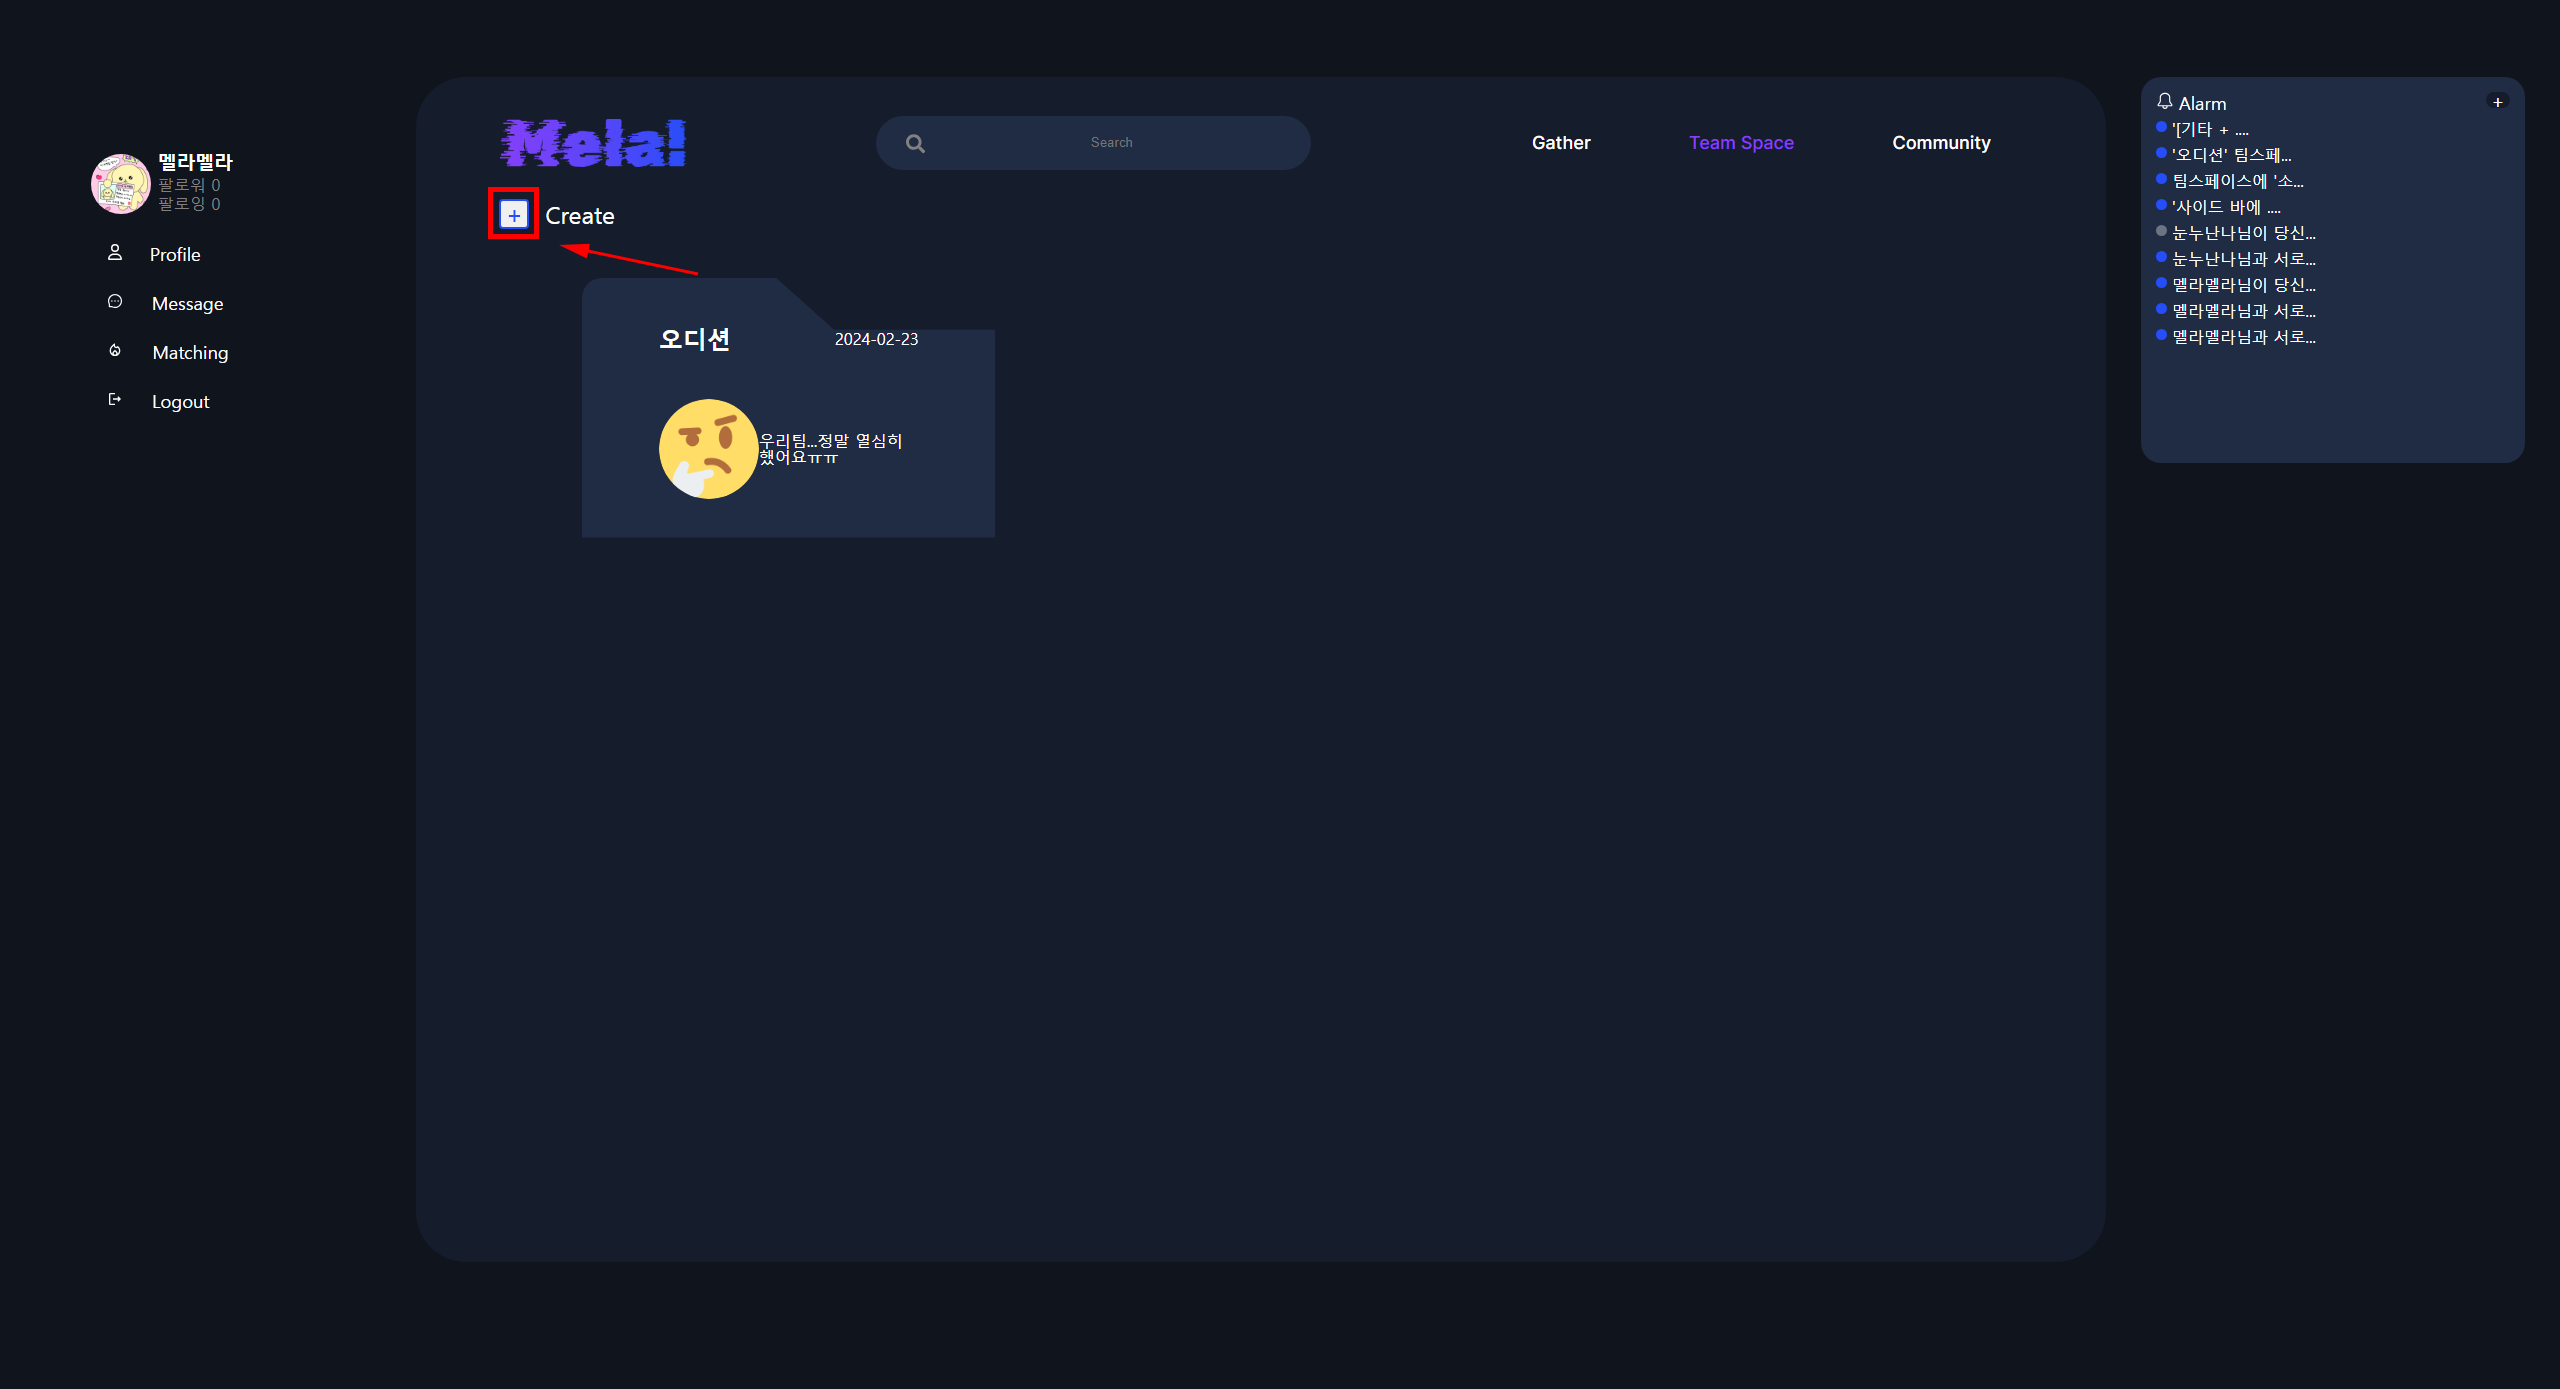 멜라멜라
팔로워 0
팔로잉 0
Profile
Message
Matching
Logout
Mela!
Search
Gather
Team Space
Community
+ Create
오디션
2024-02-23
우리팀...정말 열심히
했어요ㅠㅠ
Alarm +
'[기타 + ....
'오디션' 팀스페...
팀스페이스에 '소...
'사이드 바에 ....
눈누난나님이 당신...
눈누난나님과 서로...
멜라멜라님이 당신...
멜라멜라님과 서로...
멜라멜라님과 서로...